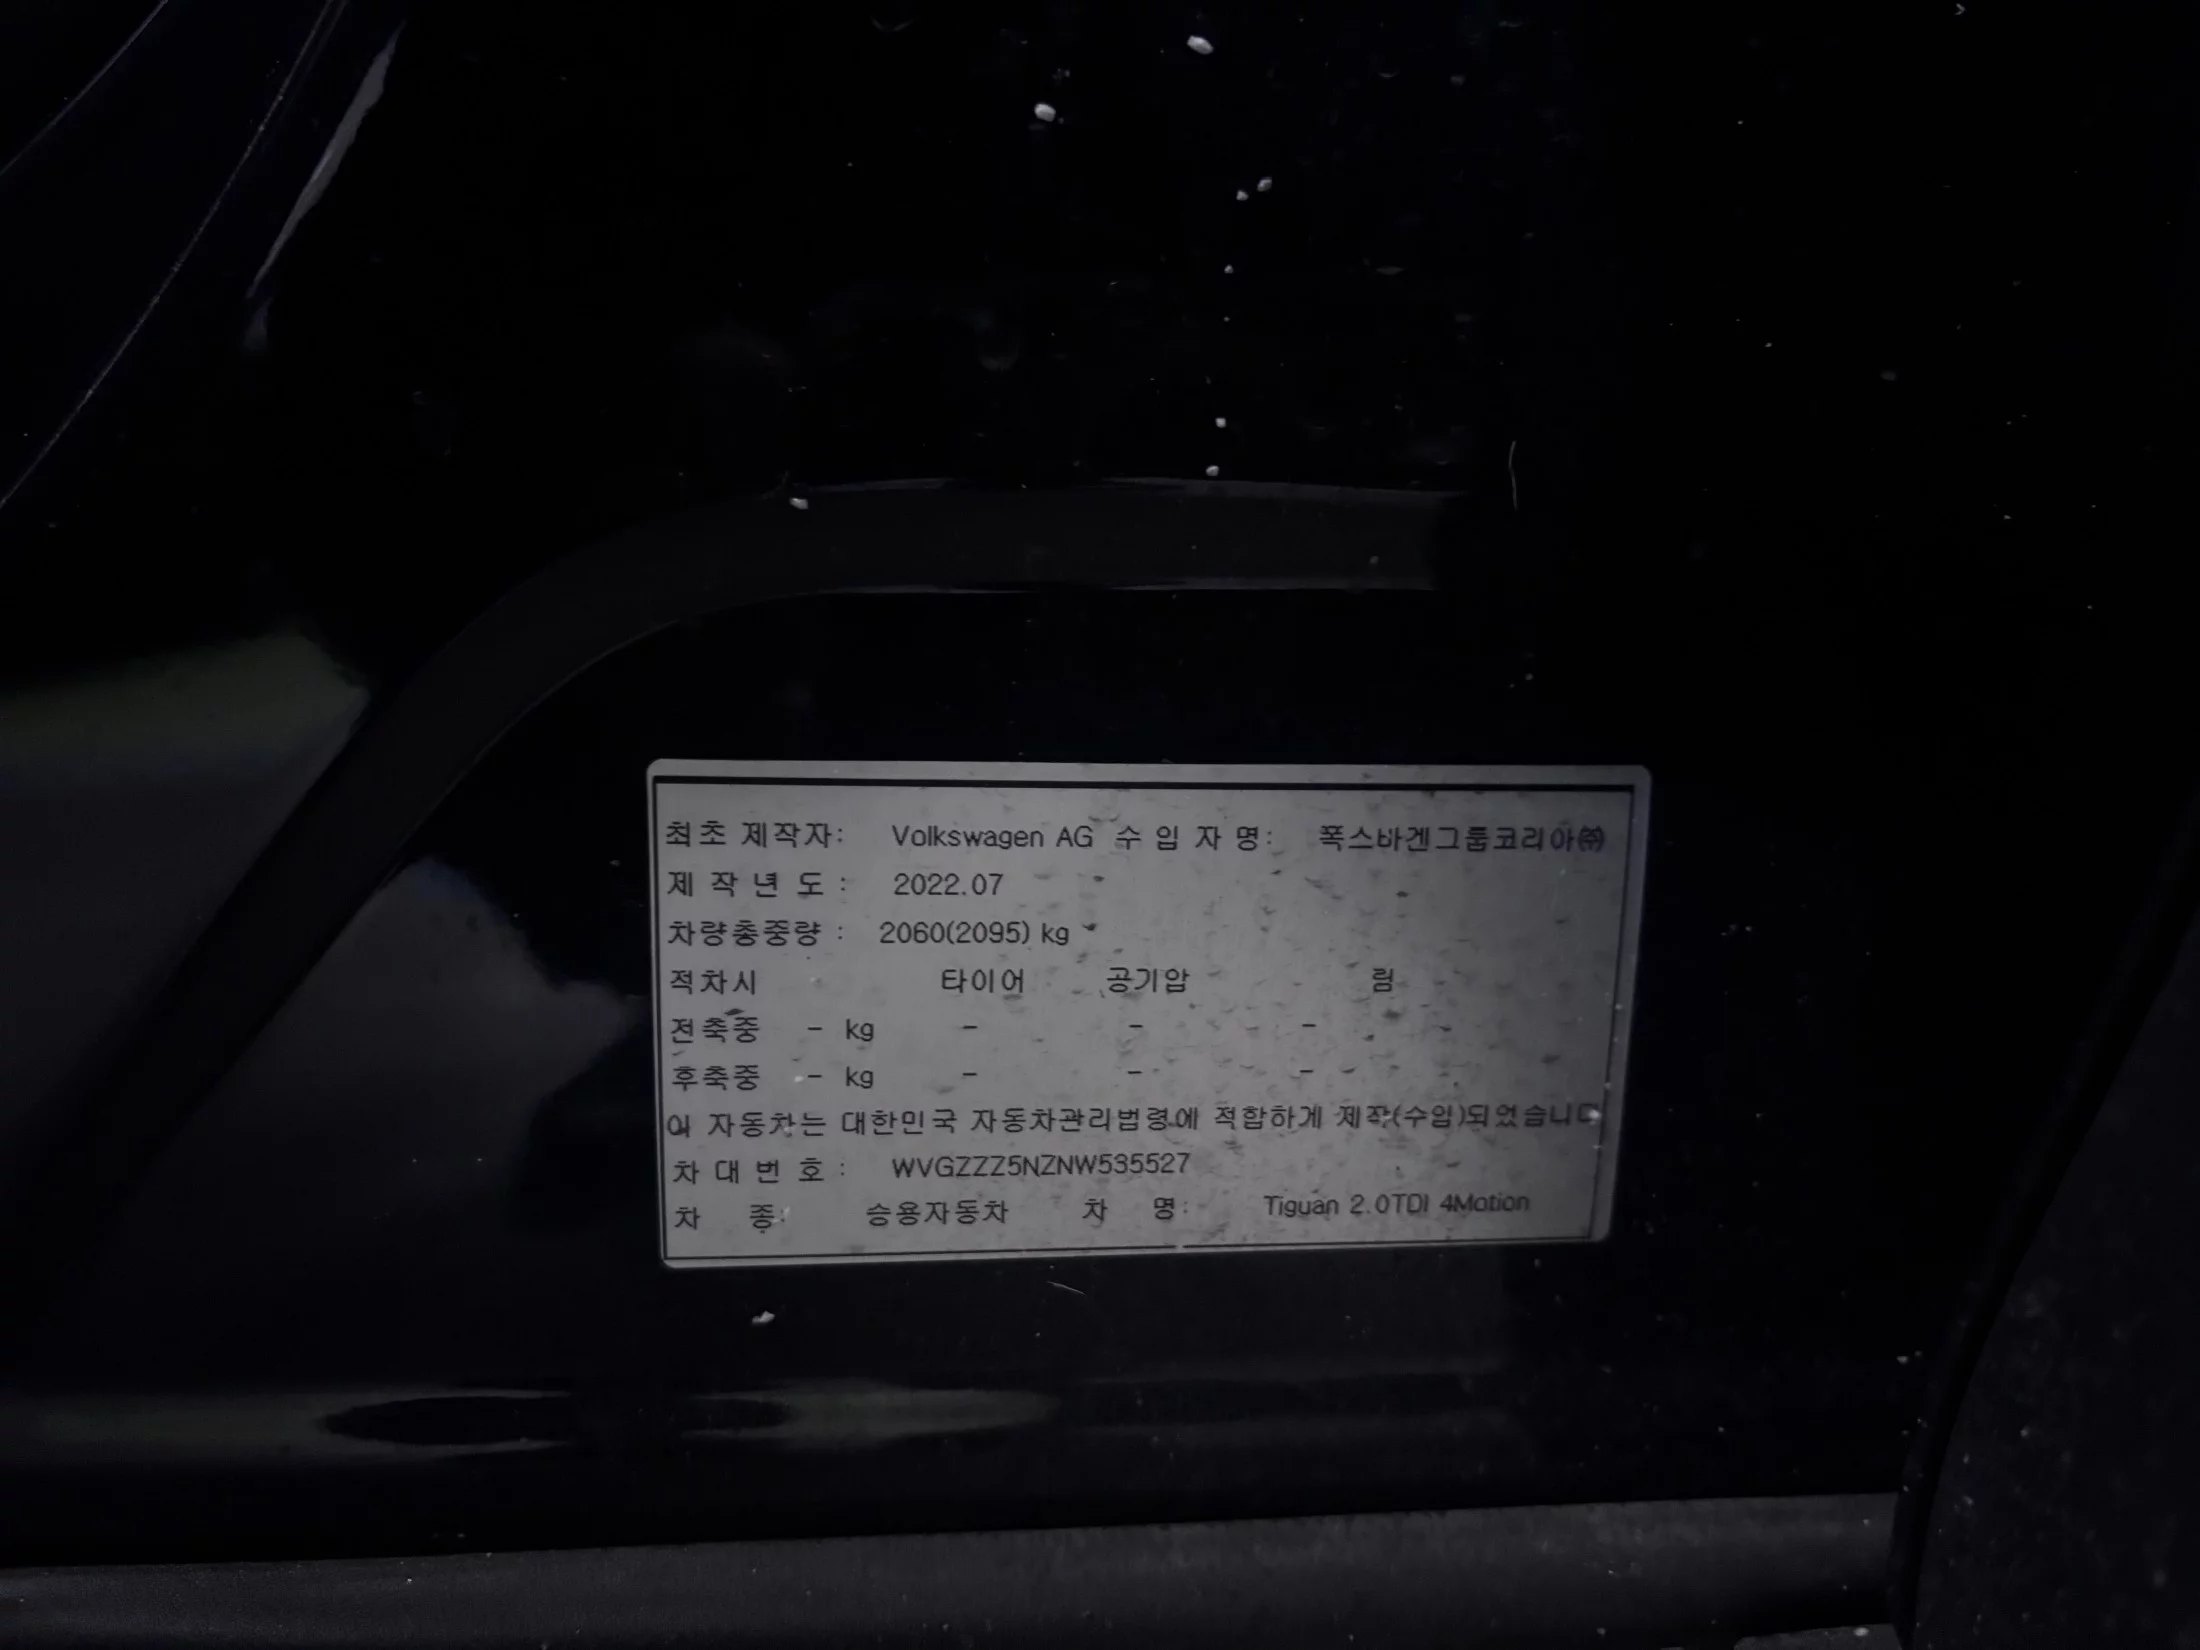 최초 제작자: Volkswagen AG 수 입 자 명: 폭스바겐그룹코리아㈜
제 작 년 도 : 2022.07
차량총중량 : 2060(2095) kg
적차시 타이어 공기압 림
전축중 - kg - - -
후축중 - kg - - -
이 자동차는 대한민국 자동차관리법령에 적합하게 제작(수입)되었습니다
차 대 번 호 : WVGZZZ5NZNW535527
차 종: 승용자동차 차 명: Tiguan 2.0TDI 4Motion